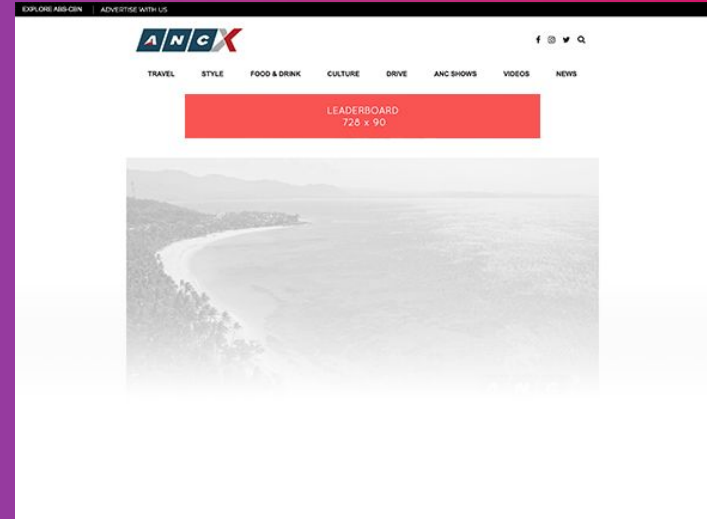 EXPLORE ABS-CBN ADVERTISE WITH US
ANCX
TRAVEL STYLE FOOD & DRINK CULTURE DRIVE ANC SHOWS VIDEOS NEWS
LEADERBOARD
728 x 90